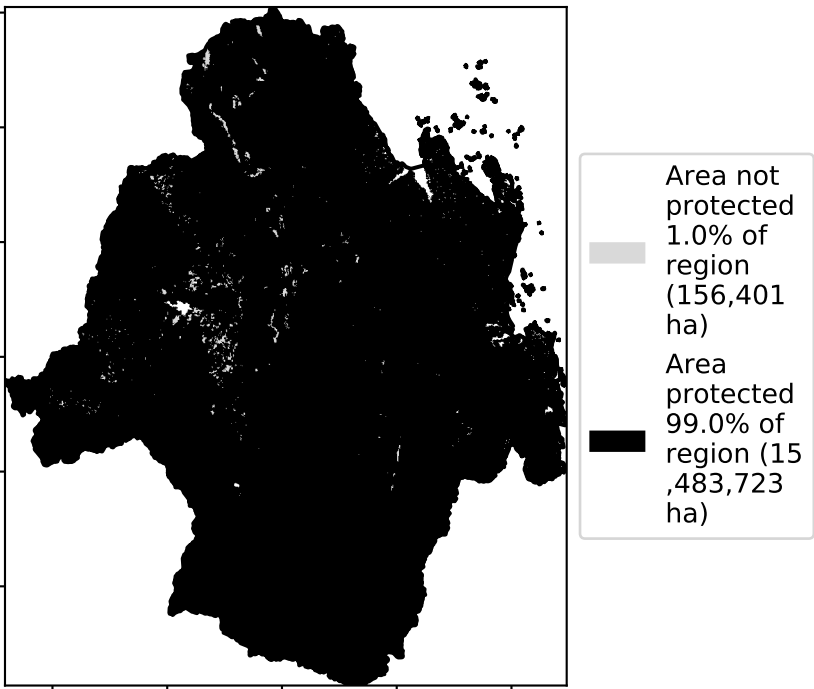 Area not
protected
1.0% of
region
(156,401
ha)
Area
protected
99.0% of
region (15
,483,723
ha)